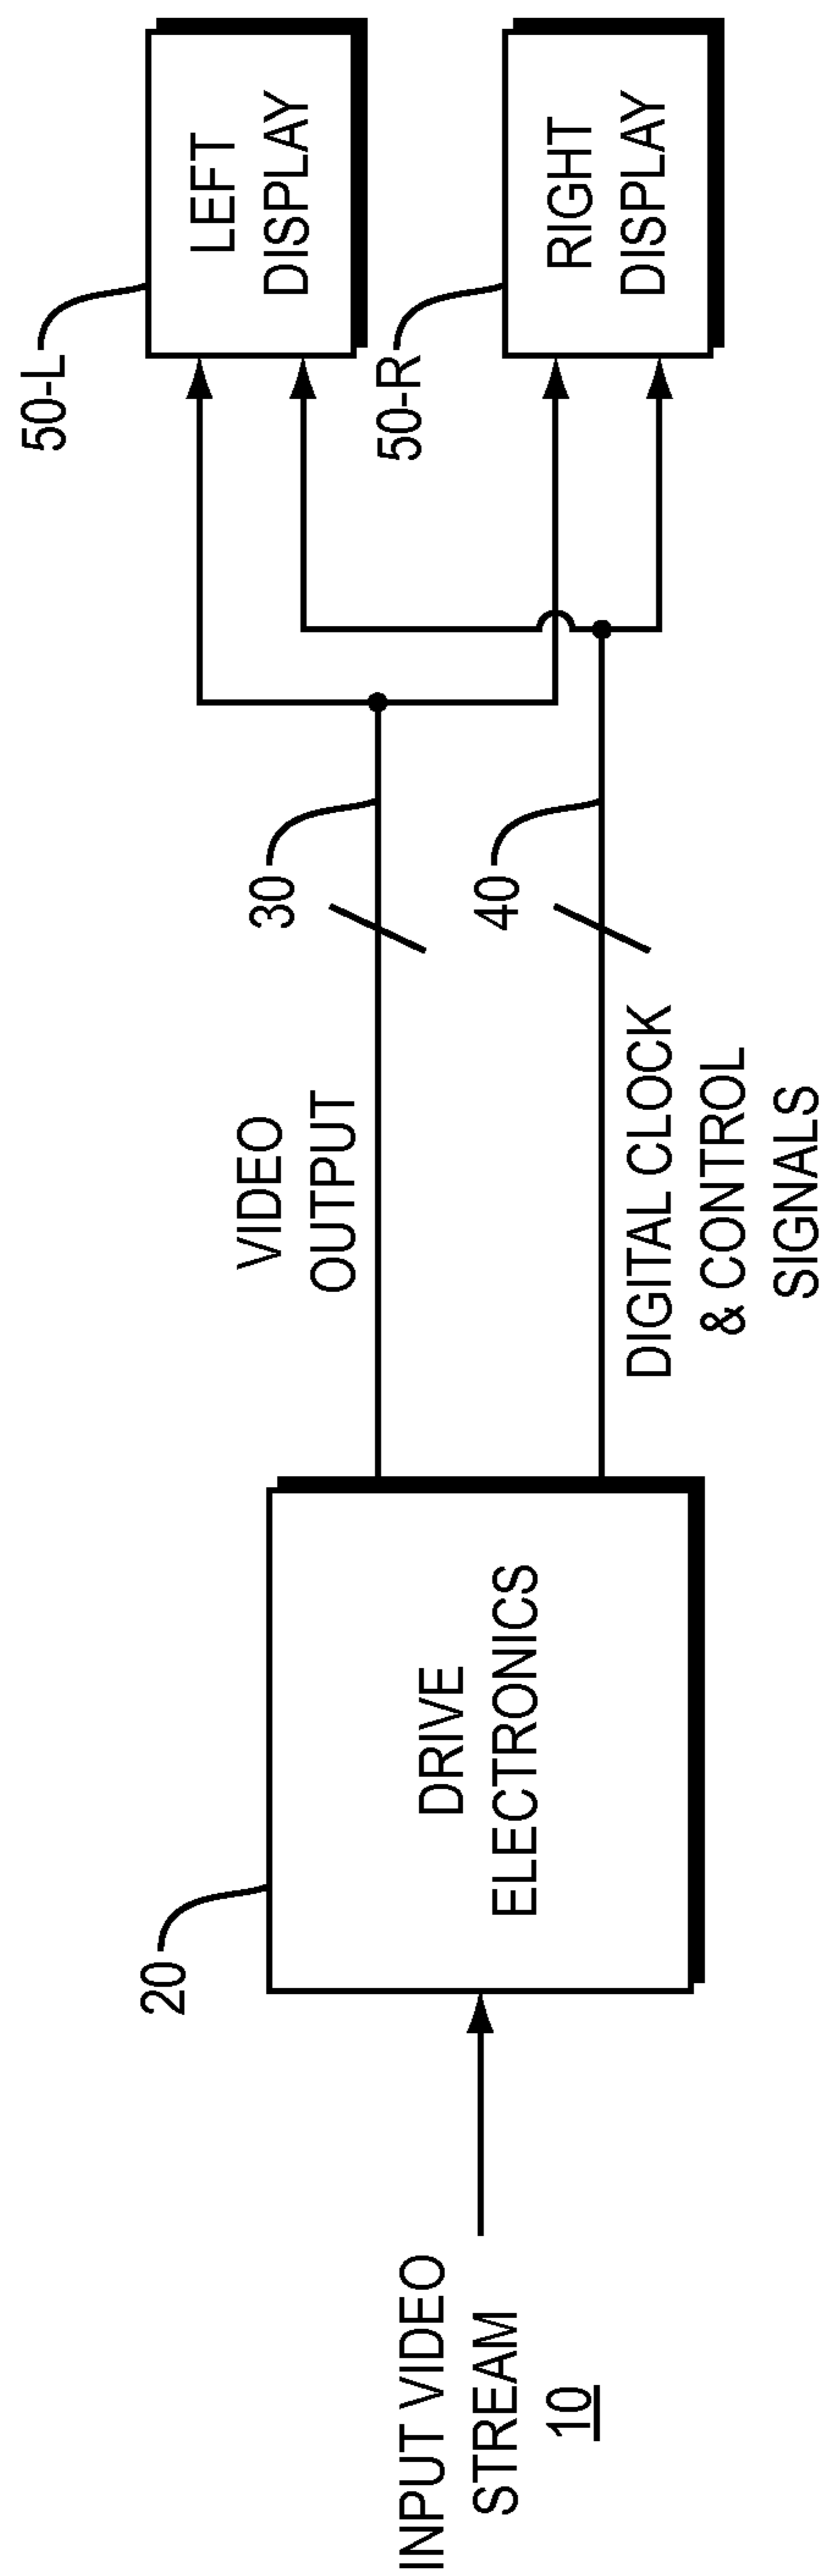 INPUT VIDEO
STREAM
10
20
DRIVE
ELECTRONICS
VIDEO
OUTPUT
30
DIGITAL CLOCK
& CONTROL
SIGNALS
40
50-L
LEFT
DISPLAY
50-R
RIGHT
DISPLAY